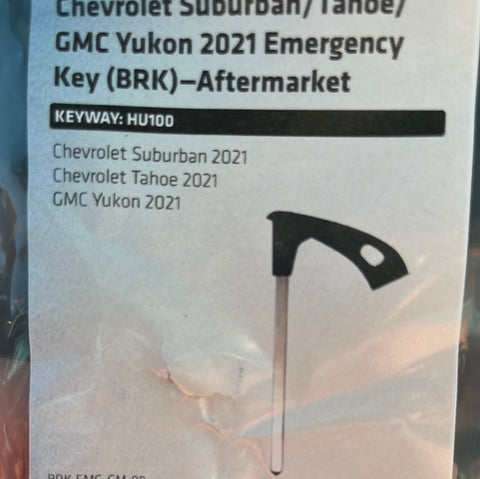 Chevrolet Suburban/Tahoe/
GMC Yukon 2021 Emergency
Key (BRK)–Aftermarket
KEYWAY: HU100
Chevrolet Suburban 2021
Chevrolet Tahoe 2021
GMC Yukon 2021